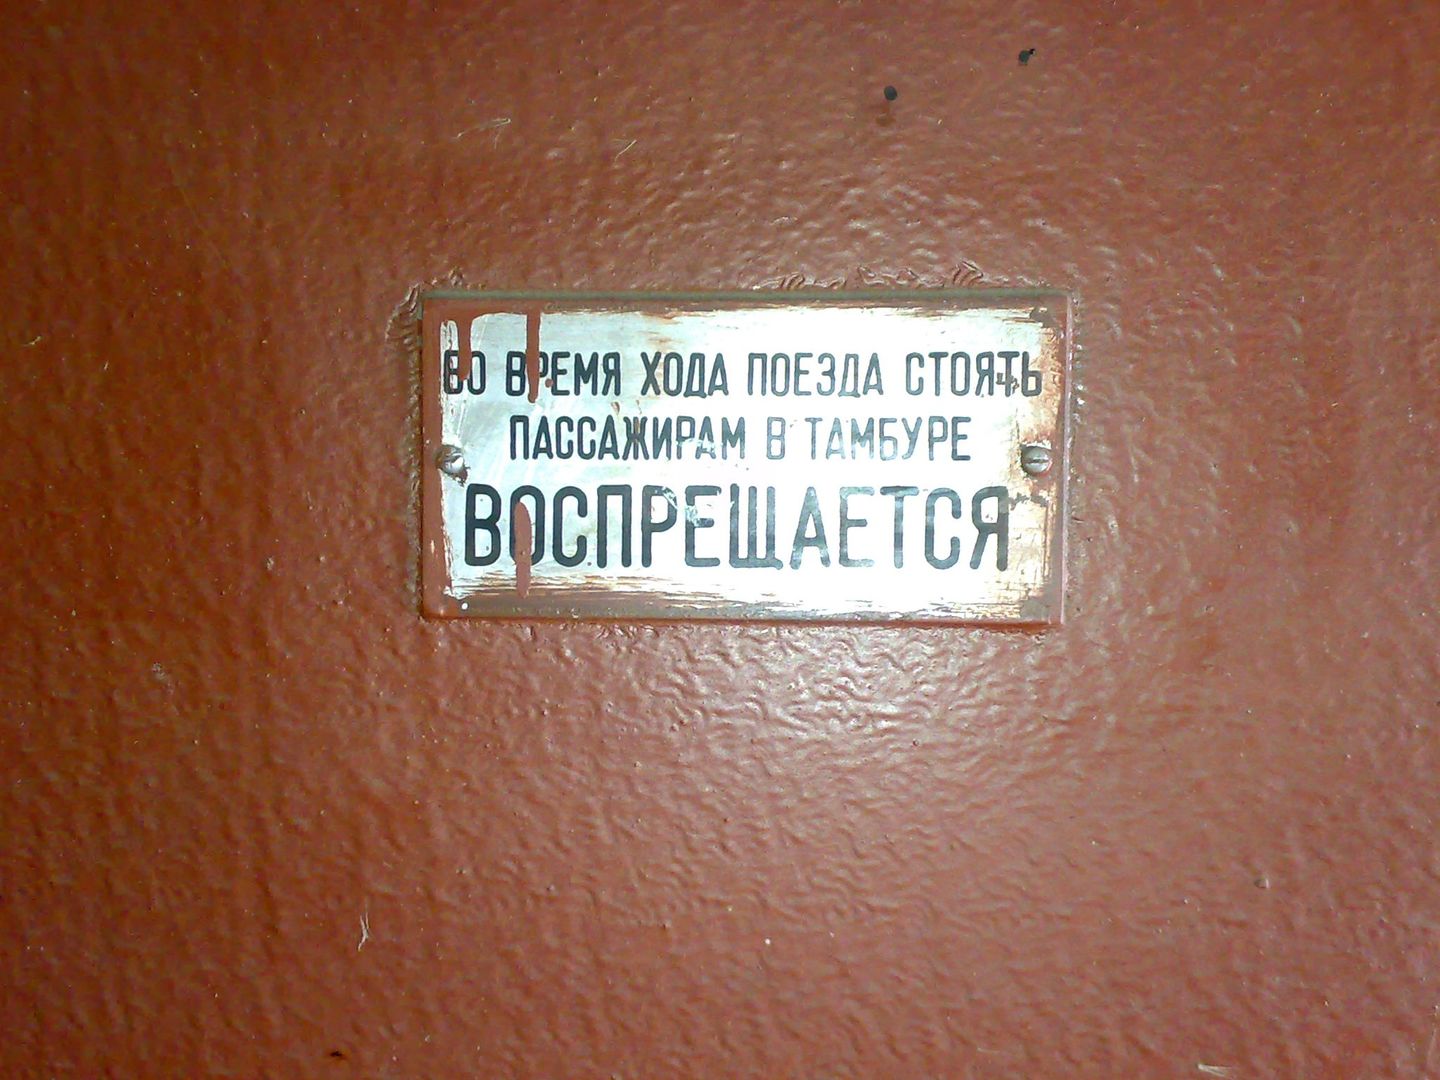 ВО ВРЕМЯ ХОДА ПОЕЗДА СТОЯТЬ
ПАССАЖИРАМ В ТАМБУРЕ
ВОСПРЕЩАЕТСЯ